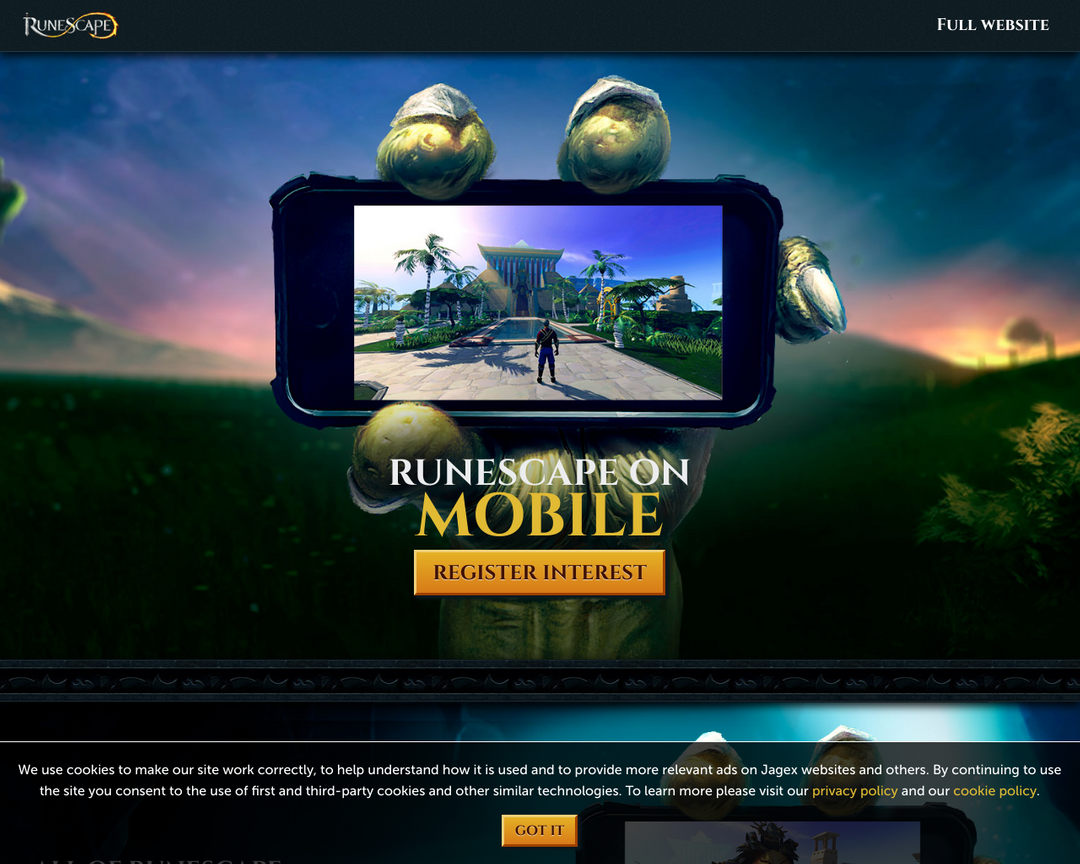 RUNESCAPE
FULL WEBSITE
RUNESCAPE ON
MOBILE
REGISTER INTEREST
We use cookies to make our site work correctly, to help understand how it is used and to provide more relevant ads on Jagex websites and others. By continuing to use
the site you consent to the use of first and third-party cookies and other similar technologies. To learn more please visit our privacy policy and our cookie policy.
GOT IT
ALL OF RUNESCAPE